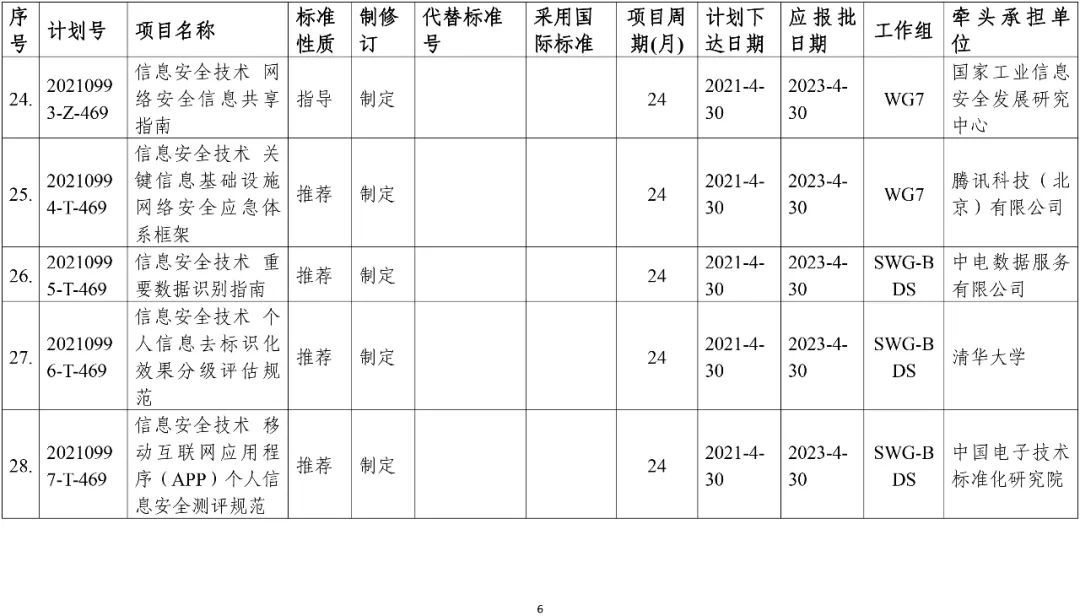 序号 计划号 项目名称 标准性质 制修订 代替标准号 采用国际标准 项目周期(月) 计划下达日期 应报批日期 工作组 牵头承担单位
24. 20210993-Z-469 信息安全技术 网络安全信息共享指南 指导 制定 24 2021-4-30 2023-4-30 WG7 国家工业信息安全发展研究中心
25. 20210994-T-469 信息安全技术 关键信息基础设施网络安全应急体系框架 推荐 制定 24 2021-4-30 2023-4-30 WG7 腾讯科技（北京）有限公司
26. 20210995-T-469 信息安全技术 重要数据识别指南 推荐 制定 24 2021-4-30 2023-4-30 SWG-BDS 中电数据服务有限公司
27. 20210996-T-469 信息安全技术 个人信息去标识化效果分级评估规范 推荐 制定 24 2021-4-30 2023-4-30 SWG-BDS 清华大学
28. 20210997-T-469 信息安全技术 移动互联网应用程序（APP）个人信息安全测评规范 推荐 制定 24 2021-4-30 2023-4-30 SWG-BDS 中国电子技术标准化研究院
6